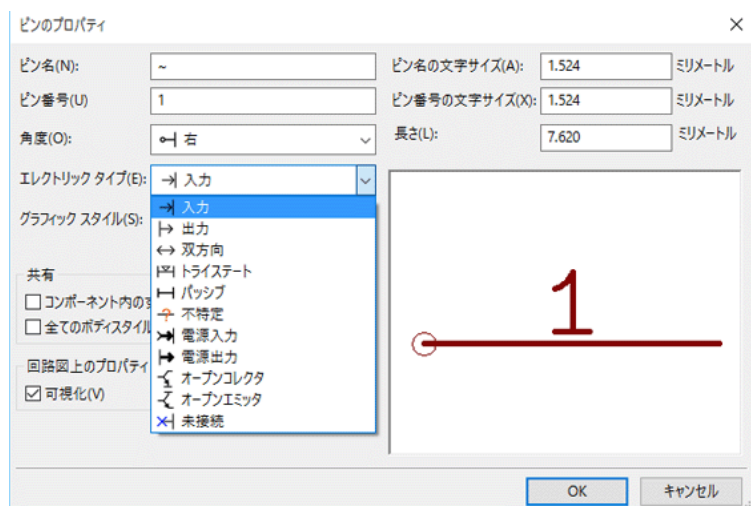 ピンのプロパティ
ピン名(N):
~
ピン名の文字サイズ(A):
1.524
ミリメートル
ピン番号(U)
1
ピン番号の文字サイズ(X):
1.524
ミリメートル
角度(O):
右
長さ(L):
7.620
ミリメートル
エレクトリック タイプ(E):
入力
グラフィック スタイル(S):
入力
出力
双方向
トライステート
パッシブ
不特定
電源入力
電源出力
オープンコレクタ
オープンエミッタ
未接続
共有
コンポーネント内のす
全てのボディスタイル
回路図上のプロパティ
可視化(V)
1
OK
キャンセル